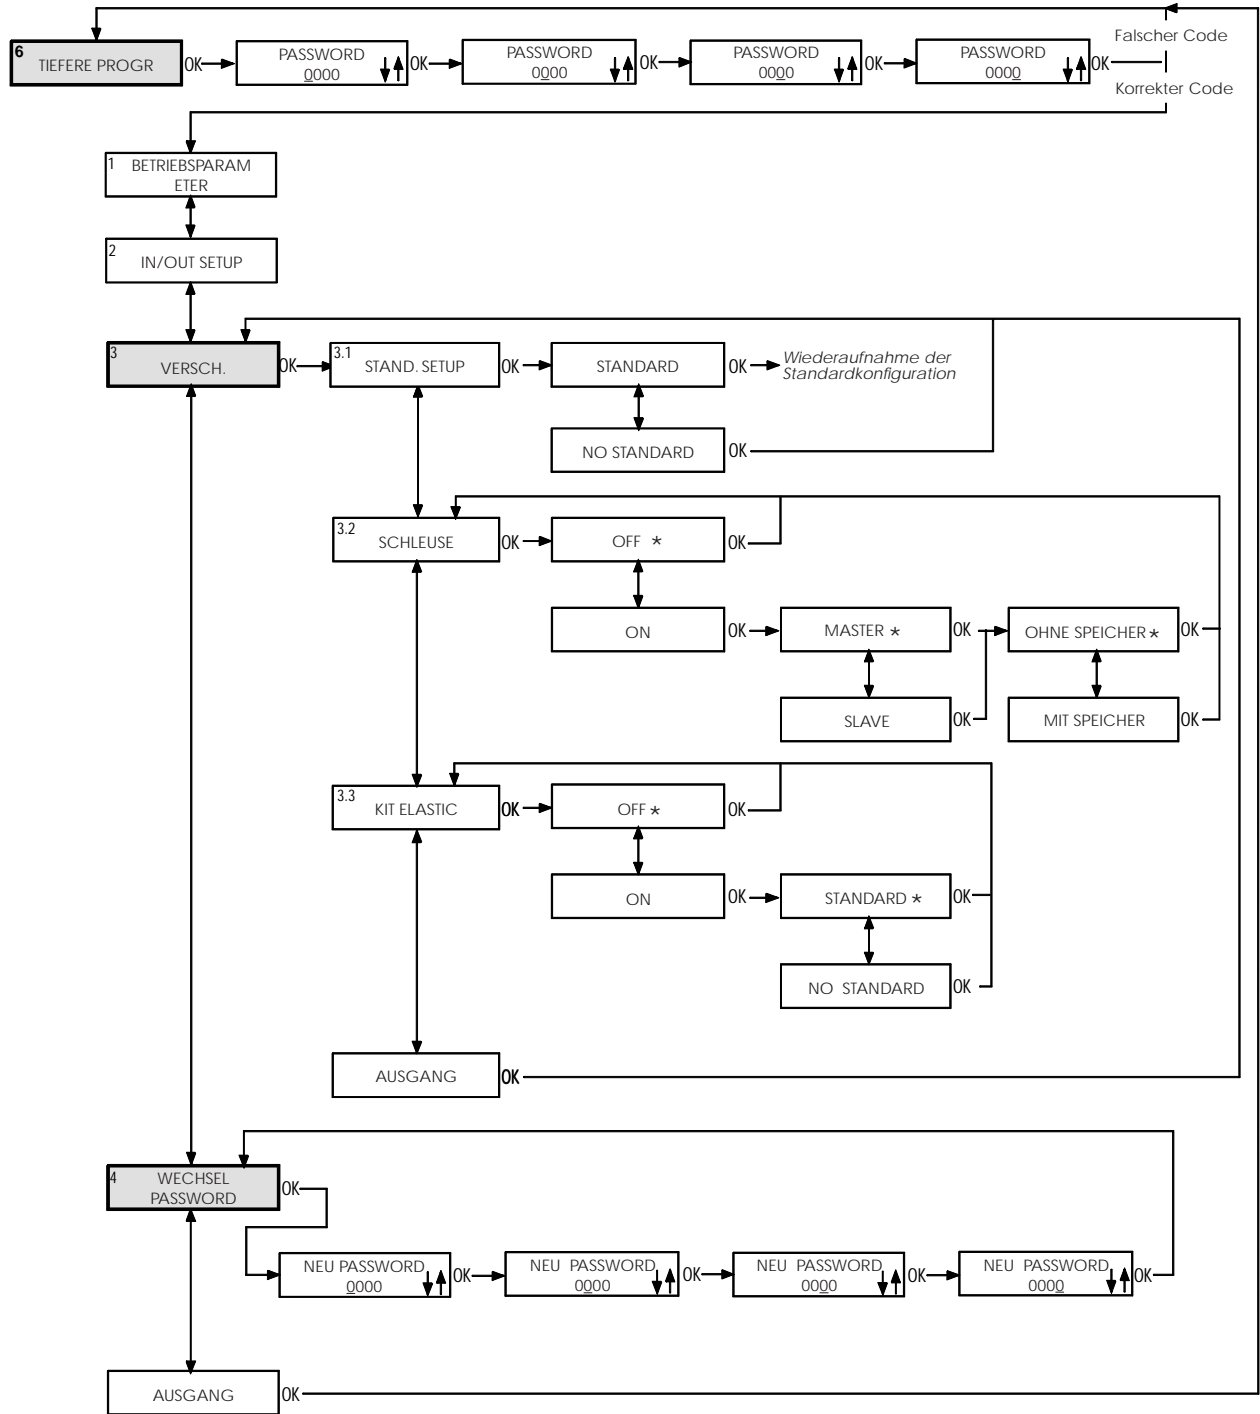 6
TIEFERE PROGR
OK
PASSWORD
0000
OK
PASSWORD
0000
OK
PASSWORD
0000
OK
PASSWORD
0000
OK
Falscher Code
Korrekter Code
1
BETRIEBSPARAM
ETER
2
IN/OUT SETUP
3
VERSCH.
OK
3.1
STAND. SETUP
OK
STANDARD
OK
Wiederaufnahme der
Standardkonfiguration
NO STANDARD
OK
3.2
SCHLEUSE
OK
OFF *
OK
ON
OK
MASTER *
OK
OHNE SPEICHER *
OK
SLAVE
OK
MIT SPEICHER
OK
3.3
KIT ELASTIC
OK
OFF *
OK
ON
OK
STANDARD *
OK
NO STANDARD
OK
AUSGANG
OK
4
WECHSEL
PASSWORD
OK
NEU PASSWORD
0000
OK
NEU PASSWORD
0000
OK
NEU PASSWORD
0000
OK
NEU PASSWORD
0000
OK
AUSGANG
OK